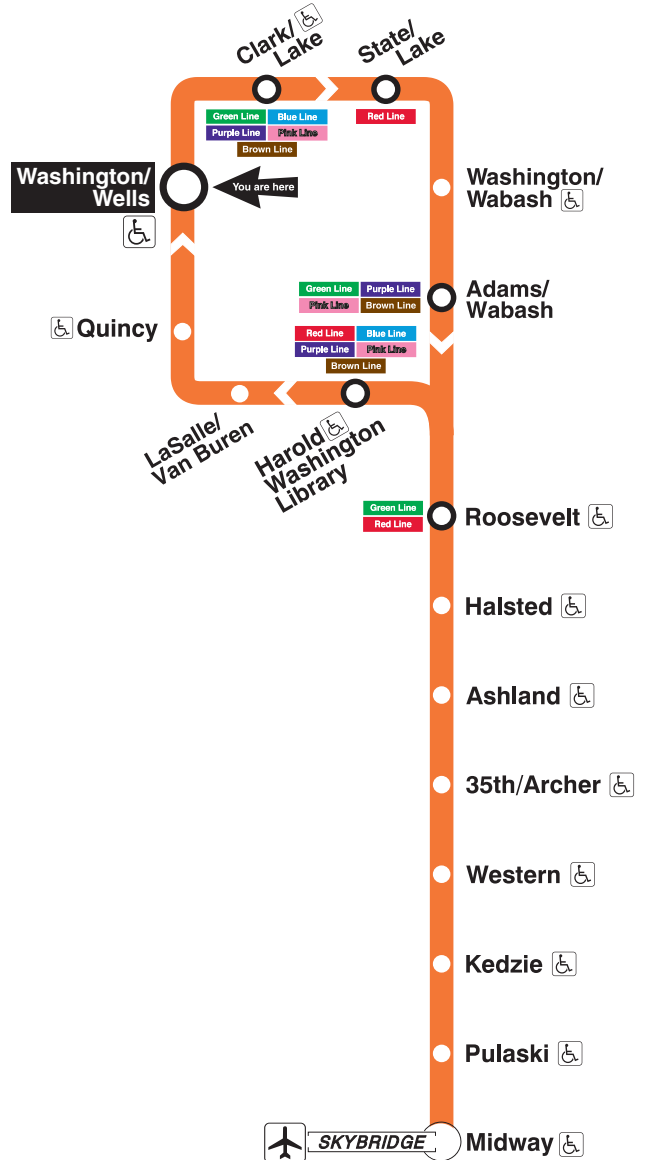 Clark/
Lake
State/
Lake
Green Line Blue Line
Purple Line Pink Line
Brown Line
Red Line
Washington/
Wells
You are here
Washington/
Wabash
Green Line Purple Line
Pink Line Brown Line
Adams/
Wabash
Quincy
Red Line Blue Line
Purple Line Pink Line
Brown Line
LaSalle/
Van Buren
Harold
Washington
Library
Green Line
Red Line
Roosevelt
Halsted
Ashland
35th/Archer
Western
Kedzie
Pulaski
SKYBRIDGE
Midway